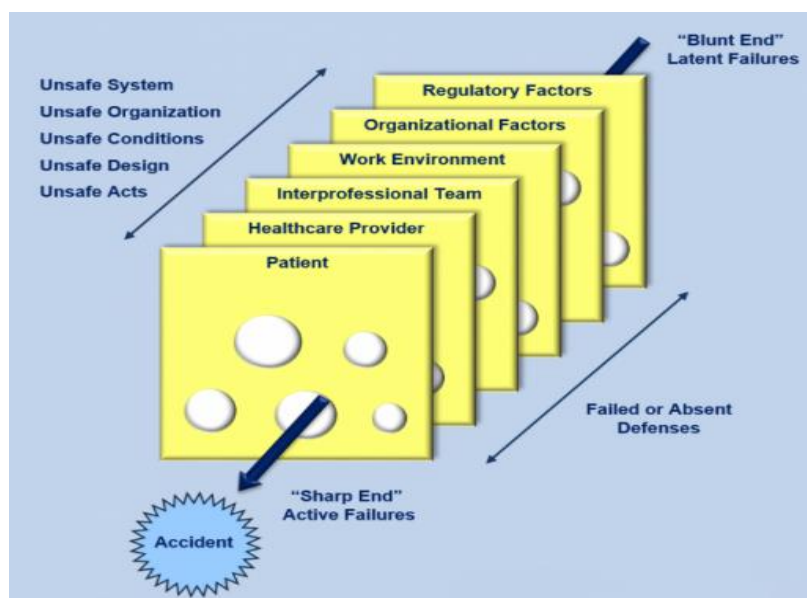 “Blunt End”
Latent Failures
Unsafe System
Unsafe Organization
Unsafe Conditions
Unsafe Design
Unsafe Acts
Regulatory Factors
Organizational Factors
Work Environment
Interprofessional Team
Healthcare Provider
Patient
Failed or Absent
Defenses
“Sharp End”
Active Failures
Accident